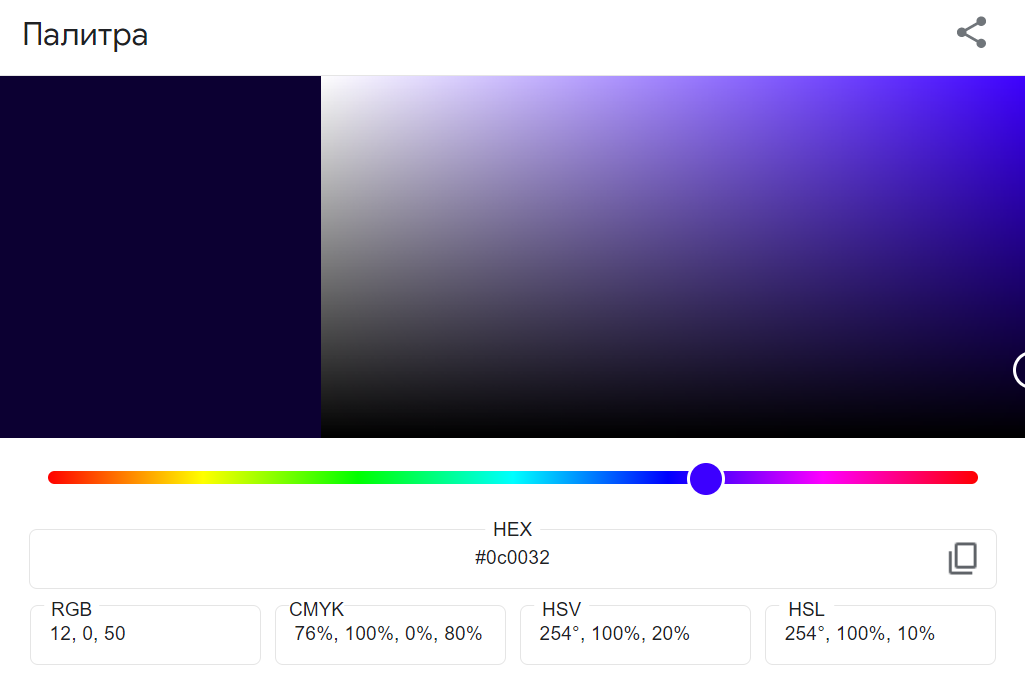 Палитра
HEX
#0c0032
RGB
12, 0, 50
CMYK
76%, 100%, 0%, 80%
HSV
254°, 100%, 20%
HSL
254°, 100%, 10%